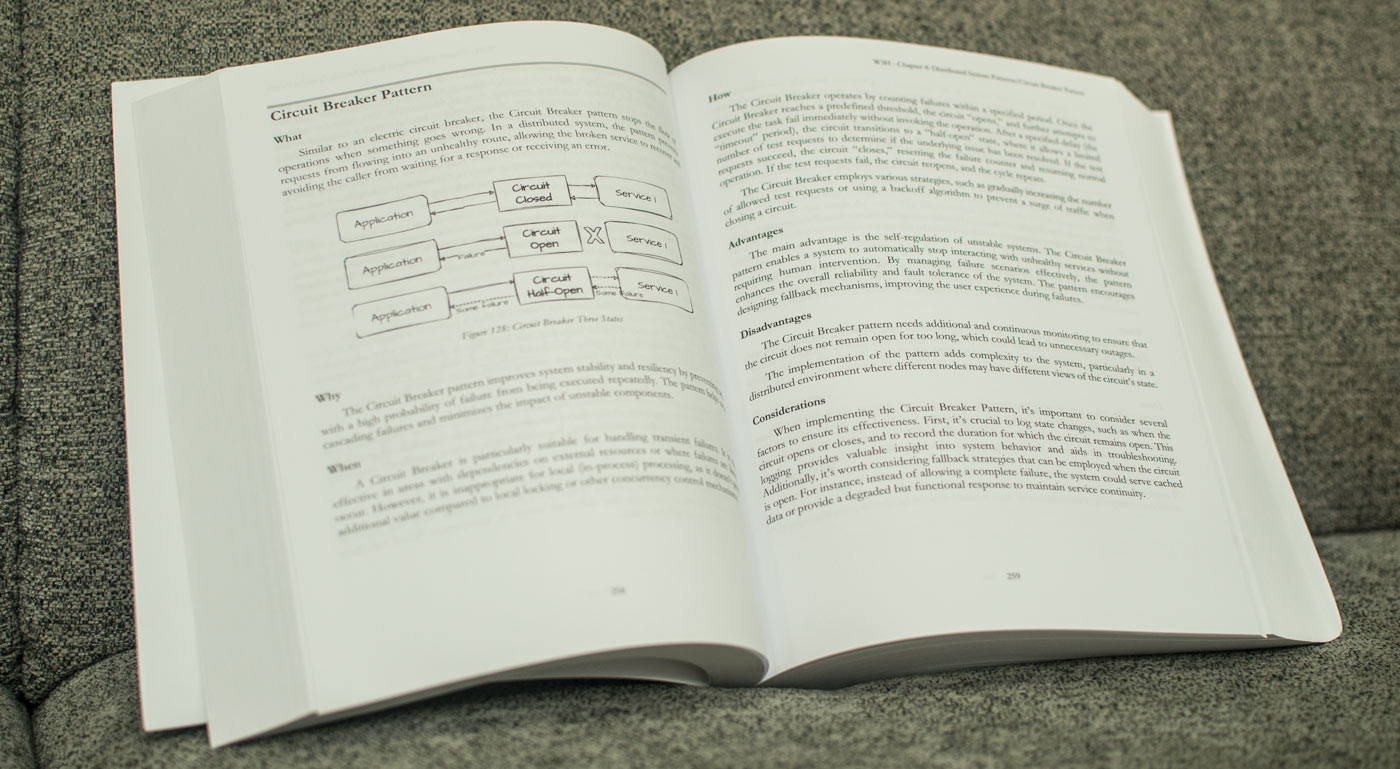 Circuit Breaker Pattern
What
Similar to an electric circuit breaker, the Circuit Breaker pattern stops the flow of
operations when something goes wrong. In a distributed system, the pattern prevents
requests from flowing into an unhealthy route, allowing the broken service to recover and
avoiding the caller from waiting for a response or receiving an error.
Application
Circuit
Closed
Service 1
Application
Failure
Circuit
Open
X
Service 1
Application
Some Failure
Circuit
Half-Open
Some Failure
Service 1
Figure 128: Circuit Breaker Three States
Why
The Circuit Breaker pattern improves system stability and resiliency by preventing
with a high probability of failure from being executed repeatedly. The pattern helps
cascading failures and minimizes the impact of unstable components.
When
A Circuit Breaker is particularly suitable for handling transient failures. It
effective in areas with dependencies on external resources or where failures are
occur. However, it is inappropriate for local (in-process) processing, as it doesn't
additional value compared to local locking or other concurrency control
W3H - Chapter 8: Distributed System Patterns/Circuit Breaker Pattern
How
The Circuit Breaker operates by counting failures within a specified period. Once the
Circuit Breaker reaches a predefined threshold, the circuit "opens," and further attempts to
execute the task fail immediately without invoking the operation. After a specified delay (the
"timeout" period), the circuit transitions to a "half-open" state, where it allows a limited
number of test requests to determine if the underlying issue has been resolved. If the test
requests succeed, the circuit "closes," resetting the failure counter and resuming normal
operation. If the test requests fail, the circuit reopens, and the cycle repeats.
The Circuit Breaker employs various strategies, such as gradually increasing the number
of allowed test requests or using a backoff algorithm to prevent a surge of traffic when
closing a circuit.
Advantages
The main advantage is the self-regulation of unstable systems. The Circuit Breaker
pattern enables a system to automatically stop interacting with unhealthy services without
requiring human intervention. By managing failure scenarios effectively, the pattern
enhances the overall reliability and fault tolerance of the system. The pattern encourages
designing fallback mechanisms, improving the user experience during failures.
Disadvantages
The Circuit Breaker pattern needs additional and continuous monitoring to ensure that
the circuit does not remain open for too long, which could lead to unnecessary outages.
The implementation of the pattern adds complexity to the system, particularly in a
distributed environment where different nodes may have different views of the circuit's state.
Considerations
When implementing the Circuit Breaker Pattern, it's important to consider several
factors to ensure its effectiveness. First, it's crucial to log state changes, such as when the
circuit opens or closes, and to record the duration for which the circuit remains open. This
logging provides valuable insight into system behavior and aids in troubleshooting.
Additionally, it's worth considering fallback strategies that can be employed when the circuit
is open. For instance, instead of allowing a complete failure, the system could serve cached
data or provide a degraded but functional response to maintain service continuity.
259